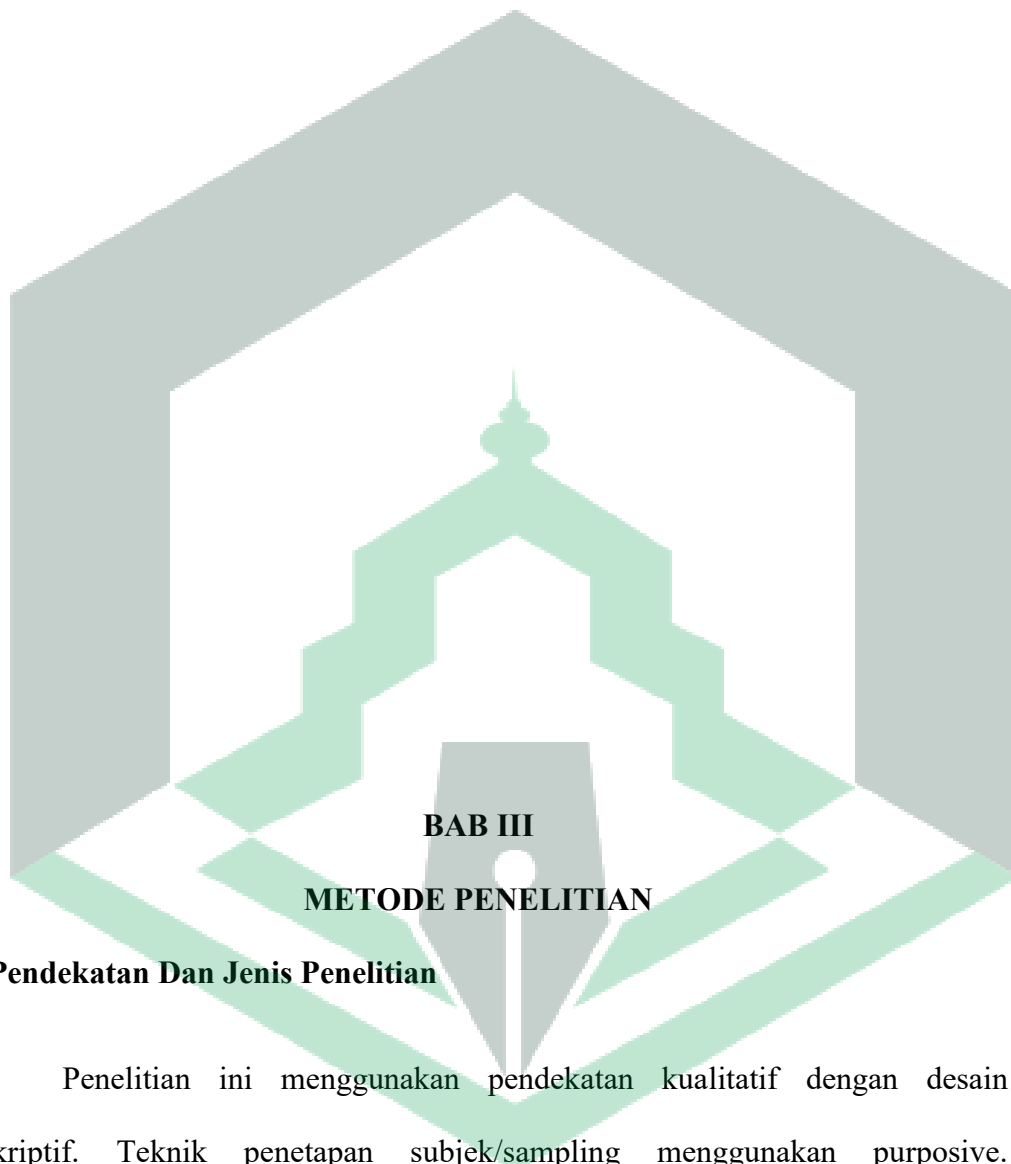 BAB III
METODE PENELITIAN
Pendekatan Dan Jenis Penelitian
Penelitian ini menggunakan pendekatan kualitatif dengan desain
kriptif. Teknik penetapan subjek/sampling menggunakan purposive.